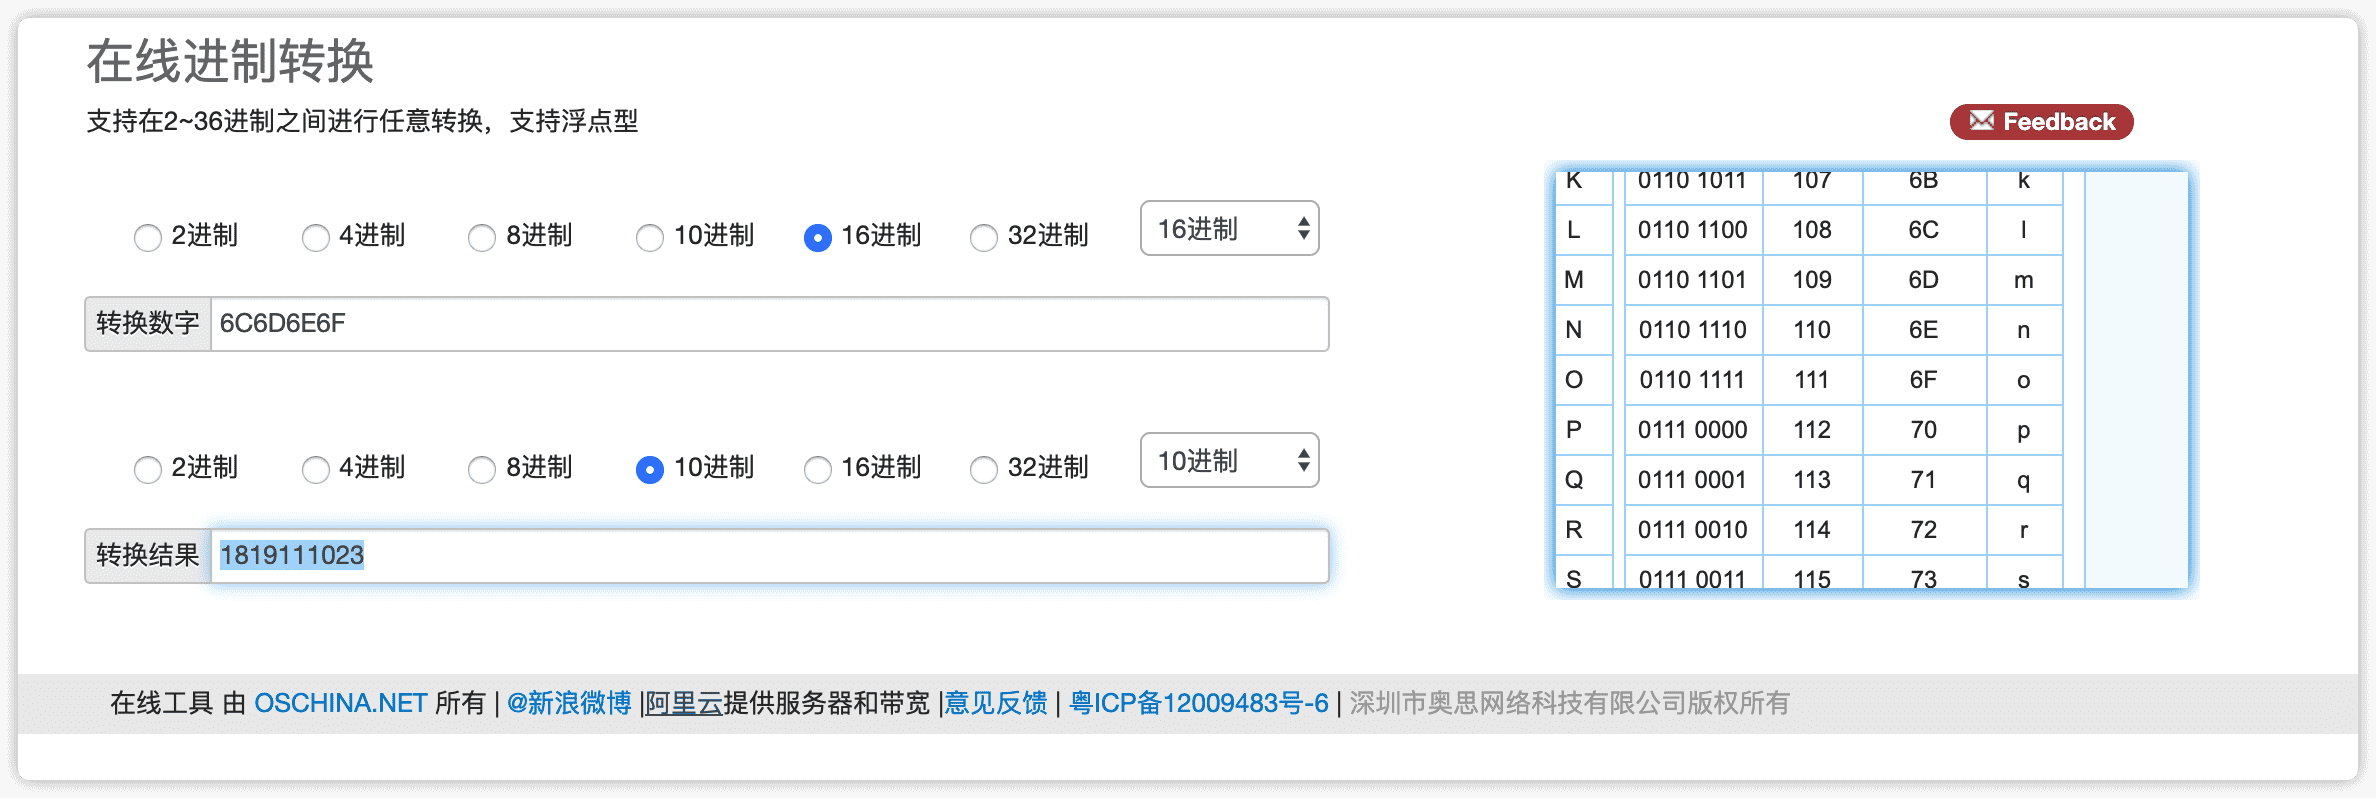 在线进制转换
支持在2~36进制之间进行任意转换，支持浮点型
Feedback
2进制 4进制 8进制 10进制 16进制 32进制 16进制
转换数字 6C6D6E6F
2进制 4进制 8进制 10进制 16进制 32进制 10进制
转换结果 1819111023
K 0110 1011 107 6B k
L 0110 1100 108 6C l
M 0110 1101 109 6D m
N 0110 1110 110 6E n
O 0110 1111 111 6F o
P 0111 0000 112 70 p
Q 0111 0001 113 71 q
R 0111 0010 114 72 r
S 0111 0011 115 73 s
在线工具 由 OSCHINA.NET 所有 | @新浪微博 |阿里云提供服务器和带宽 |意见反馈 | 粤ICP备12009483号-6 | 深圳市奥思网络科技有限公司版权所有